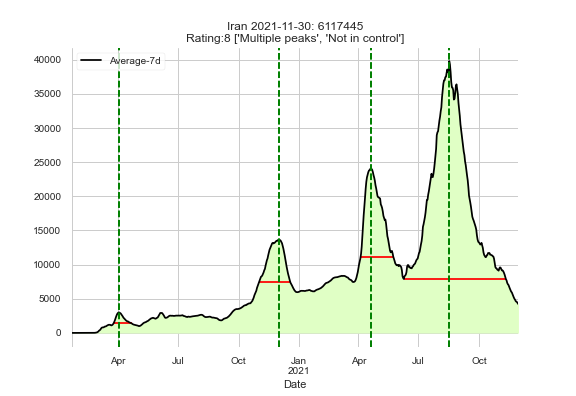 Iran 2021-11-30: 6117445
Rating:8 ['Multiple peaks', 'Not in control']
Average-7d
40000
35000
30000
25000
20000
15000
10000
5000
0
Apr Jul Oct Jan Apr Jul Oct
2021
Date